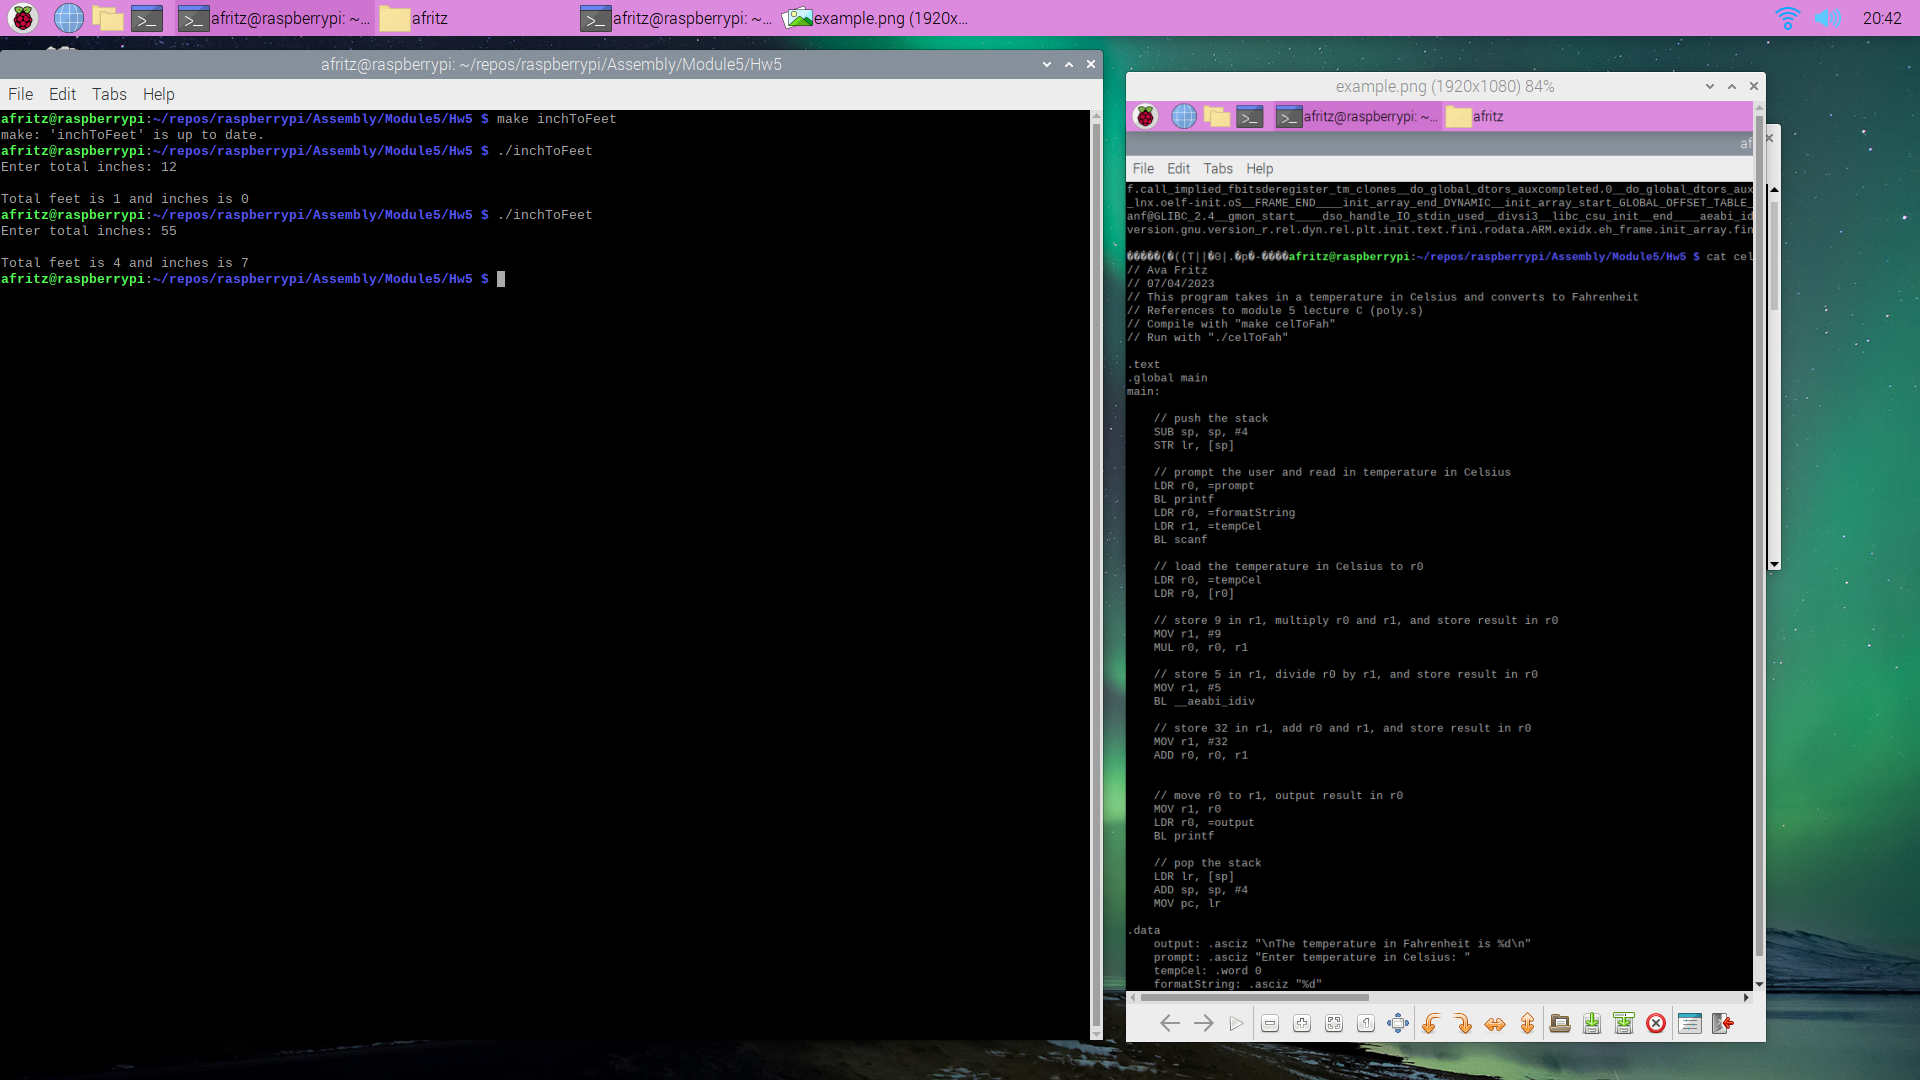 afritz@raspberrypi: ~...
afritz
afritz@raspberrypi: ~...
example.png (1920x...
20:42
afritz@raspberrypi: ~/repos/raspberrypi/Assembly/Module5/Hw5
File Edit Tabs Help
afritz@raspberrypi:~/repos/raspberrypi/Assembly/Module5/Hw5 $ make inchToFeet
make: 'inchToFeet' is up to date.
afritz@raspberrypi:~/repos/raspberrypi/Assembly/Module5/Hw5 $ ./inchToFeet
Enter total inches: 12
Total feet is 1 and inches is 0
afritz@raspberrypi:~/repos/raspberrypi/Assembly/Module5/Hw5 $ ./inchToFeet
Enter total inches: 55
Total feet is 4 and inches is 7
afritz@raspberrypi:~/repos/raspberrypi/Assembly/Module5/Hw5 $
example.png (1920x1080) 84%
afritz@raspberrypi: ~...
afritz
af
File Edit Tabs Help
f.call_implied_fbitsderegister_tm_clones__do_global_dtors_auxcompleted.0__do_global_dtors_aux
_lnx.oelf-init.oS__FRAME_END____init_array_end_DYNAMIC__init_array_start_GLOBAL_OFFSET_TABLE_
anf@GLIBC_2.4__gmon_start____dso_handle_IO_stdin_used__divsi3__libc_csu_init__end____aeabi_id
version.gnu.version_r.rel.dyn.rel.plt.init.text.fini.rodata.ARM.exidx.eh_frame.init_array.fin
�����(�((T||�0|.�p�-����afritz@raspberrypi:~/repos/raspberrypi/Assembly/Module5/Hw5 $ cat cel
// Ava Fritz
// 07/04/2023
// This program takes in a temperature in Celsius and converts to Fahrenheit
// References to module 5 lecture C (poly.s)
// Compile with "make celToFah"
// Run with "./celToFah"
.text
.global main
main:
// push the stack
SUB sp, sp, #4
STR lr, [sp]
// prompt the user and read in temperature in Celsius
LDR r0, =prompt
BL printf
LDR r0, =formatString
LDR r1, =tempCel
BL scanf
// load the temperature in Celsius to r0
LDR r0, =tempCel
LDR r0, [r0]
// store 9 in r1, multiply r0 and r1, and store result in r0
MOV r1, #9
MUL r0, r0, r1
// store 5 in r1, divide r0 by r1, and store result in r0
MOV r1, #5
BL __aeabi_idiv
// store 32 in r1, add r0 and r1, and store result in r0
MOV r1, #32
ADD r0, r0, r1
// move r0 to r1, output result in r0
MOV r1, r0
LDR r0, =output
BL printf
// pop the stack
LDR lr, [sp]
ADD sp, sp, #4
MOV pc, lr
.data
output: .asciz "\nThe temperature in Fahrenheit is %d\n"
prompt: .asciz "Enter temperature in Celsius: "
tempCel: .word 0
formatString: .asciz "%d"